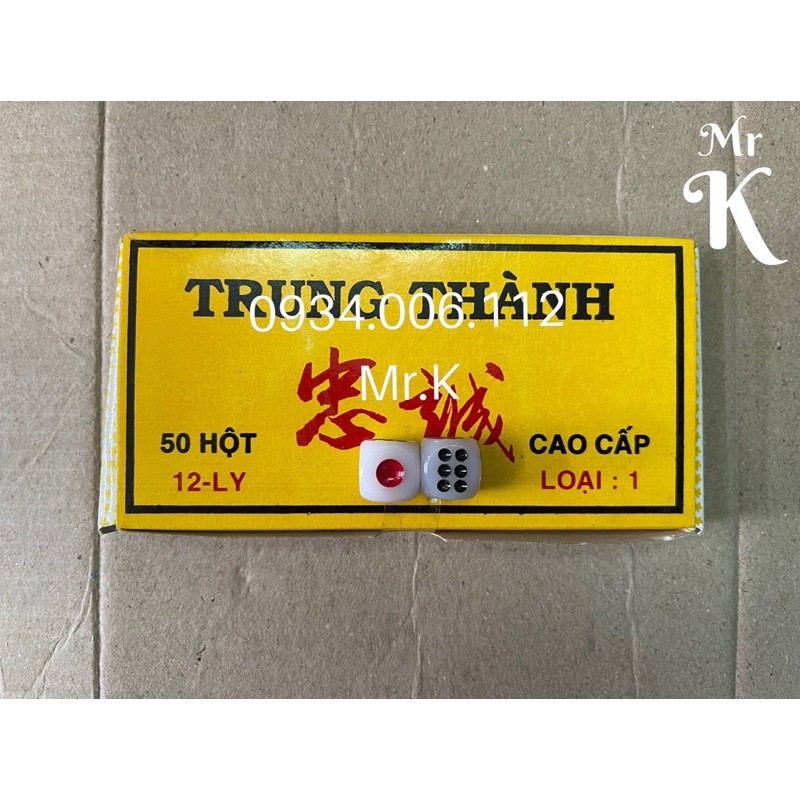 Mr
K
TRUNG THÀNH
0934.006.112
忠誠
Mr.K
50 HỘT
12-LY
CAO CẤP
LOẠI : 1